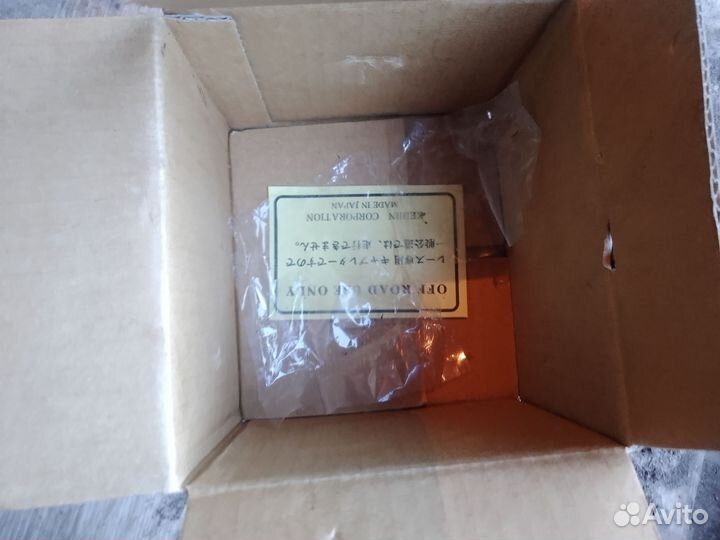 OFF ROAD USE ONLY
レース専用キャブレターですので
一般公道では、走行できません。
KEIHIN CORPORATION
MADE IN JAPAN
Avito